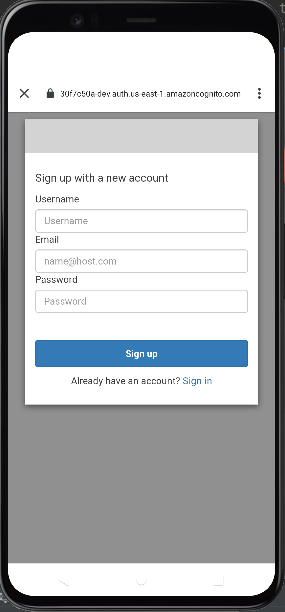 30f7c50a-dev.auth.us-east-1.amazoncognito.com
Sign up with a new account
Username
Username
Email
name@host.com
Password
Password
Sign up
Already have an account? Sign in